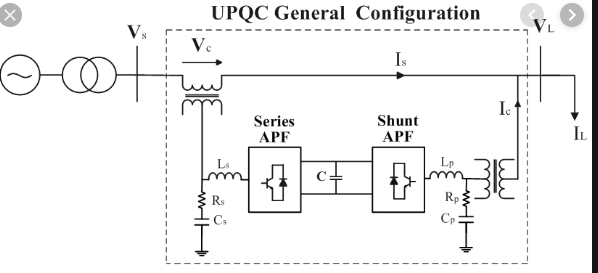 UPQC General Configuration
Vs
Vc
Is
VL
Ic
IL
Series
APF
Shunt
APF
Ls
C
Lp
Rs
Rp
Cs
Cp